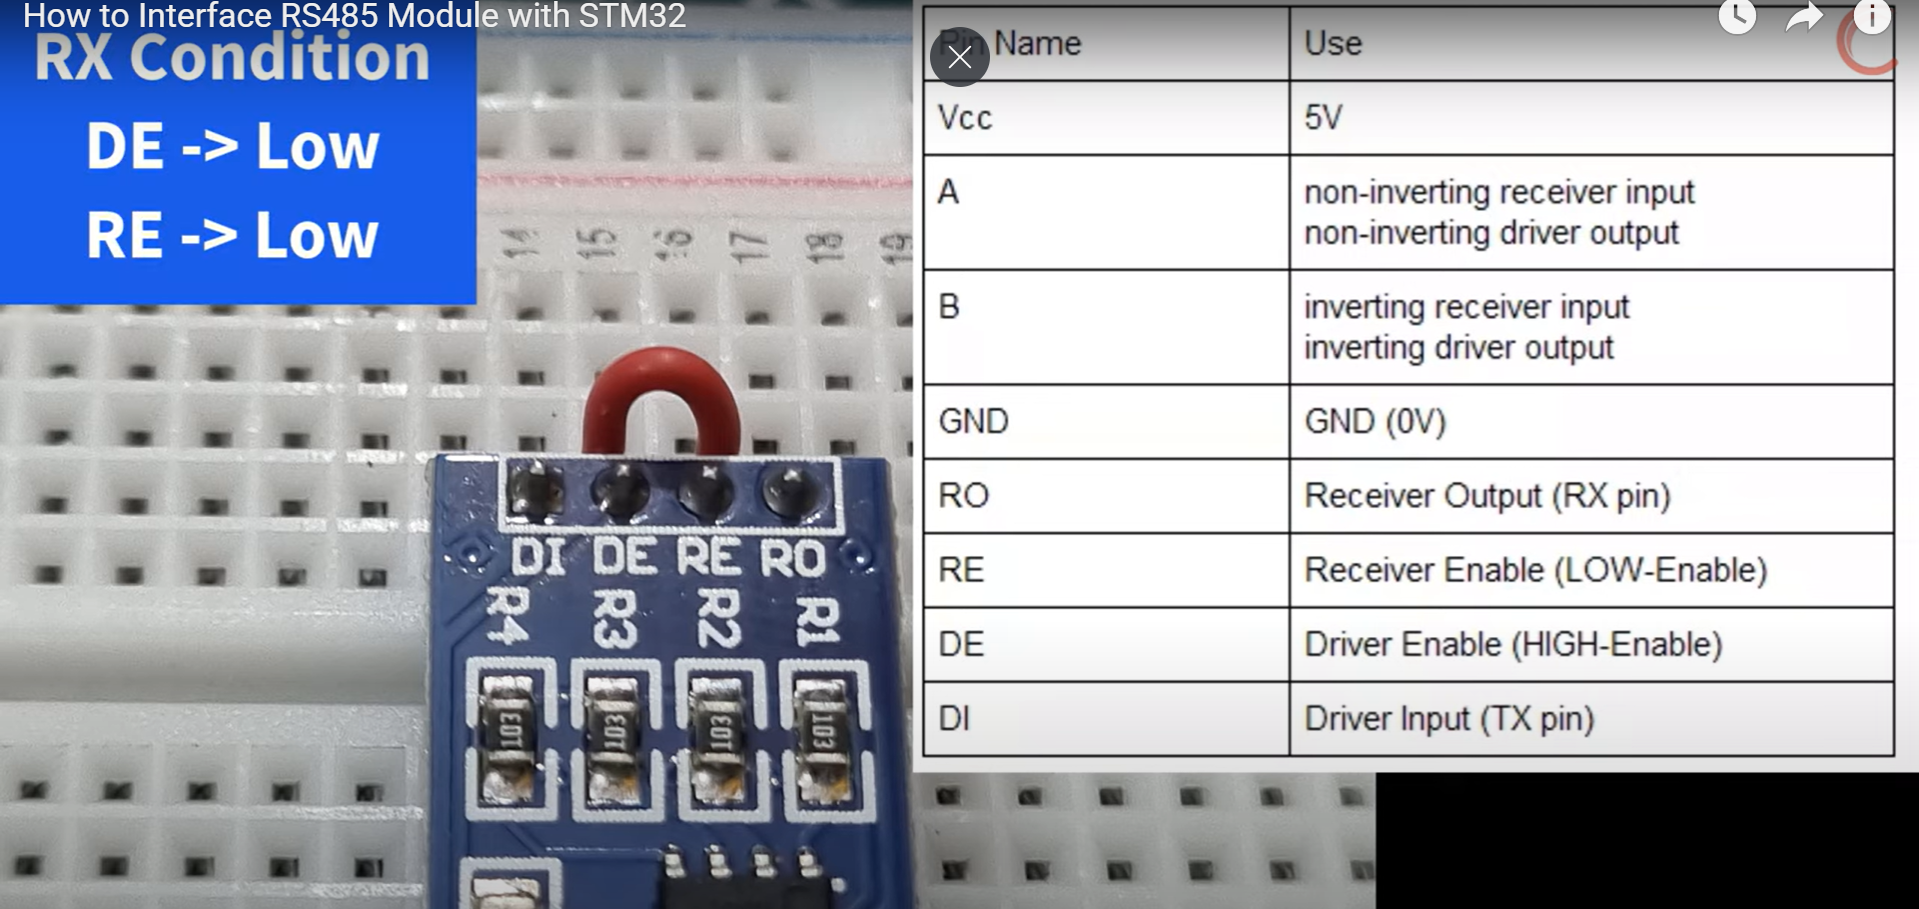 How to Interface RS485 Module with STM32
RX Condition
DE -> Low
RE -> Low
14 15 16 17 18 19
DI DE RE RO
R4 R3 R2 R1
103 103 103 103
Pin Name Use
Vcc 5V
A non-inverting receiver input
non-inverting driver output
B inverting receiver input
inverting driver output
GND GND (0V)
RO Receiver Output (RX pin)
RE Receiver Enable (LOW-Enable)
DE Driver Enable (HIGH-Enable)
DI Driver Input (TX pin)